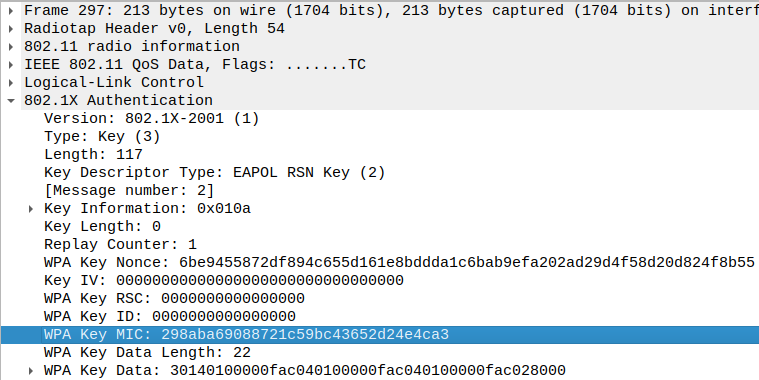 Frame 297: 213 bytes on wire (1704 bits), 213 bytes captured (1704 bits) on interf
Radiotap Header v0, Length 54
802.11 radio information
IEEE 802.11 QoS Data, Flags: .......TC
Logical-Link Control
802.1X Authentication
Version: 802.1X-2001 (1)
Type: Key (3)
Length: 117
Key Descriptor Type: EAPOL RSN Key (2)
[Message number: 2]
Key Information: 0x010a
Key Length: 0
Replay Counter: 1
WPA Key Nonce: 6be9455872df894c655d161e8bddda1c6bab9efa202ad29d4f58d20d824f8b55
Key IV: 00000000000000000000000000000000
WPA Key RSC: 0000000000000000
WPA Key ID: 0000000000000000
WPA Key MIC: 298aba69088721c59bc43652d24e4ca3
WPA Key Data Length: 22
WPA Key Data: 30140100000fac040100000fac040100000fac028000